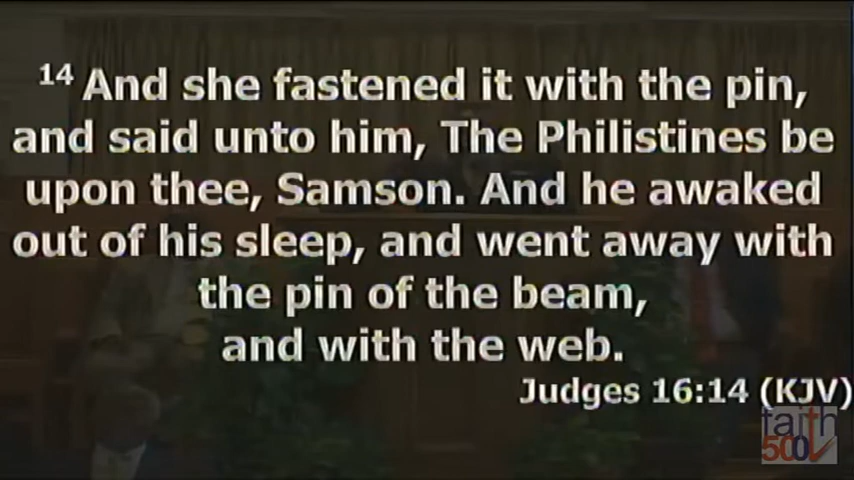 14 And she fastened it with the pin,
and said unto him, The Philistines be
upon thee, Samson. And he awaked
out of his sleep, and went away with
the pin of the beam,
and with the web.
Judges 16:14 (KJV)
faith
500